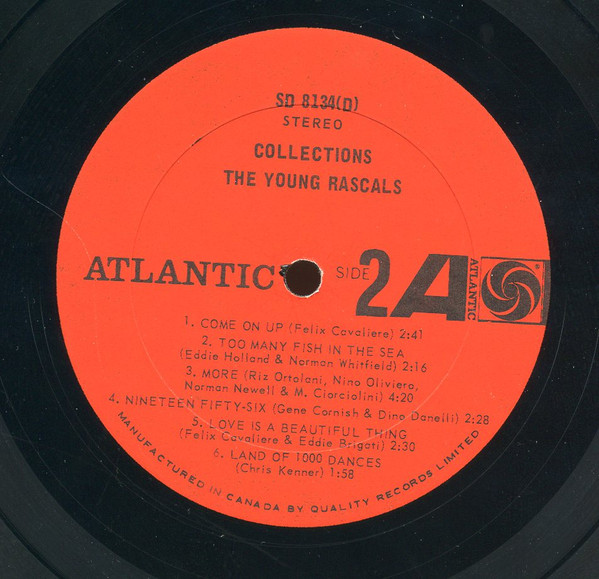 SD 8134(D)
STEREO
COLLECTIONS
THE YOUNG RASCALS
ATLANTIC
SIDE 2
A
ATLANTIC
1. COME ON UP (Felix Cavaliere) 2:41
2. TOO MANY FISH IN THE SEA
(Eddie Holland & Norman Whitfield) 2:16
3. MORE (Riz Ortolani, Nino Oliviero,
Norman Newell & M. Ciorciolini) 4:20
4. NINETEEN FIFTY-SIX (Gene Cornish & Dino Danelli) 2:28
5. LOVE IS A BEAUTIFUL THING
(Felix Cavaliere & Eddie Brigati) 2:30
6. LAND OF 1000 DANCES
(Chris Kenner) 1:58
MANUFACTURED IN CANADA BY QUALITY RECORDS LIMITED